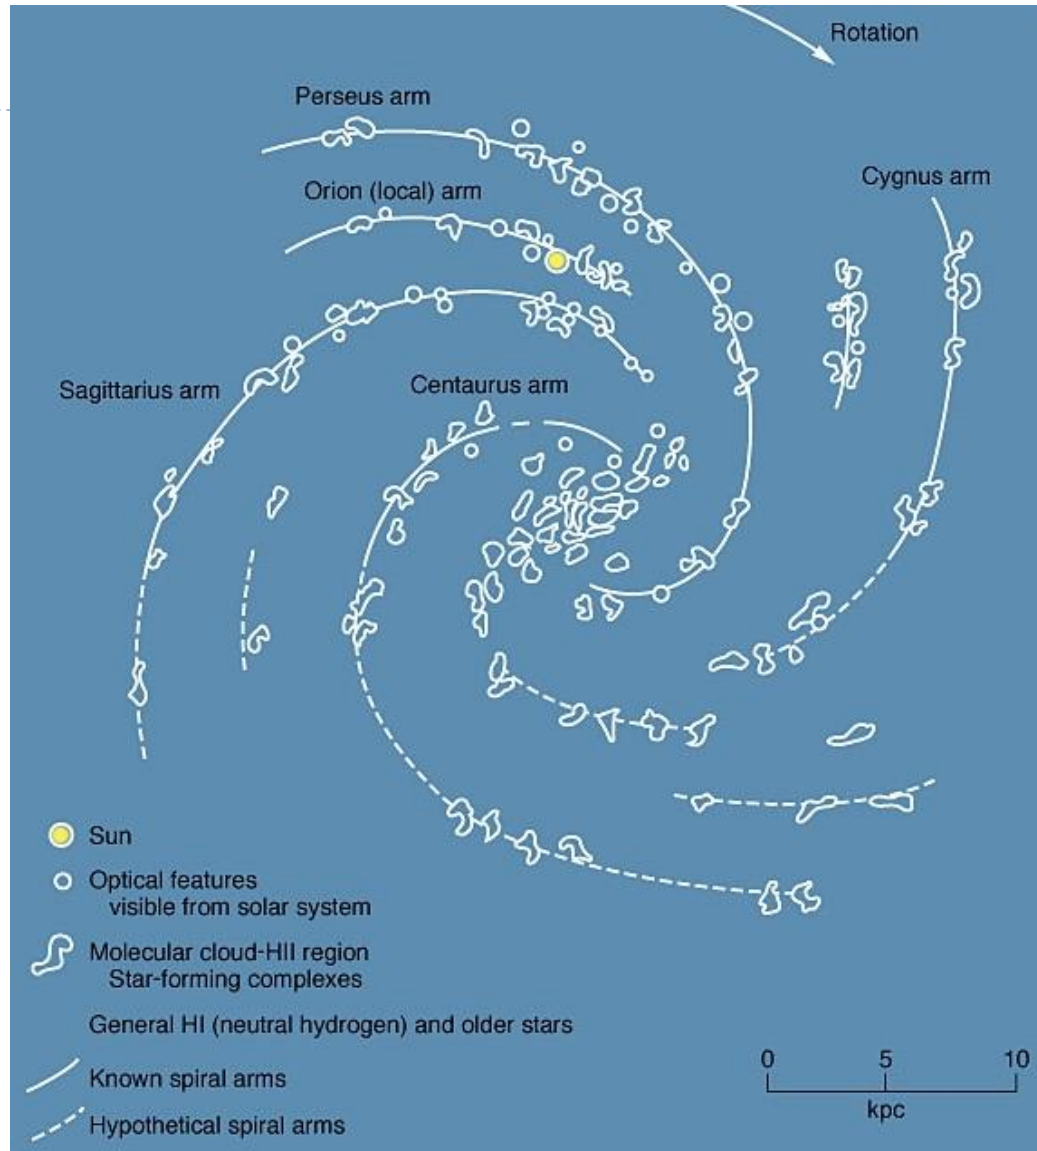 Rotation
Perseus arm
Cygnus arm
Orion (local) arm
Sagittarius arm
Centaurus arm
Sun
Optical features
visible from solar system
Molecular cloud-HII region
Star-forming complexes
General HI (neutral hydrogen) and older stars
Known spiral arms
Hypothetical spiral arms
0 5 10
kpc